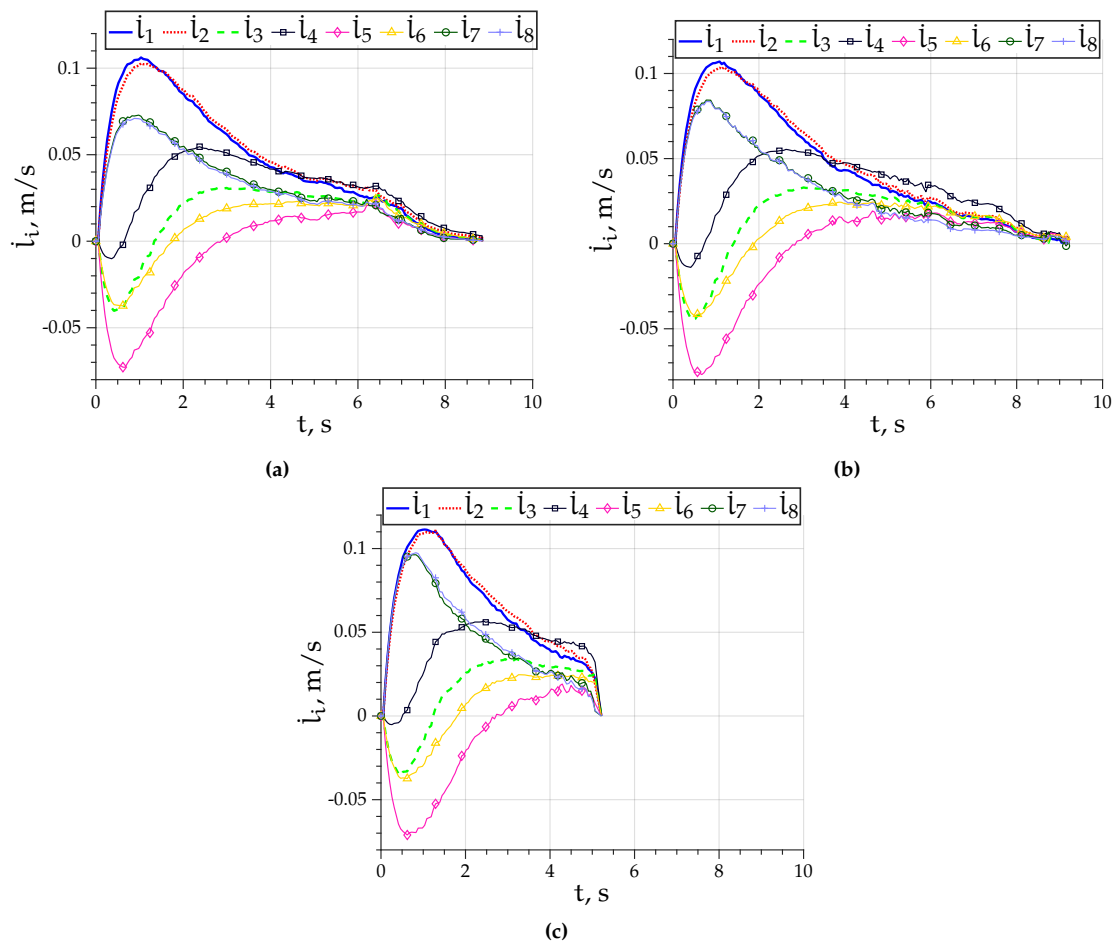 l̇₁ l̇₂ l̇₃ l̇₄ l̇₅ l̇₆ l̇₇ l̇₈
0.1
0.05
0
-0.05
0 2 4 6 8 10
l̇ᵢ, m/s
t, s
(a)
l̇₁ l̇₂ l̇₃ l̇₄ l̇₅ l̇₆ l̇₇ l̇₈
0.1
0.05
0
-0.05
0 2 4 6 8 10
l̇ᵢ, m/s
t, s
(b)
l̇₁ l̇₂ l̇₃ l̇₄ l̇₅ l̇₆ l̇₇ l̇₈
0.1
0.05
0
-0.05
0 2 4 6 8 10
l̇ᵢ, m/s
t, s
(c)